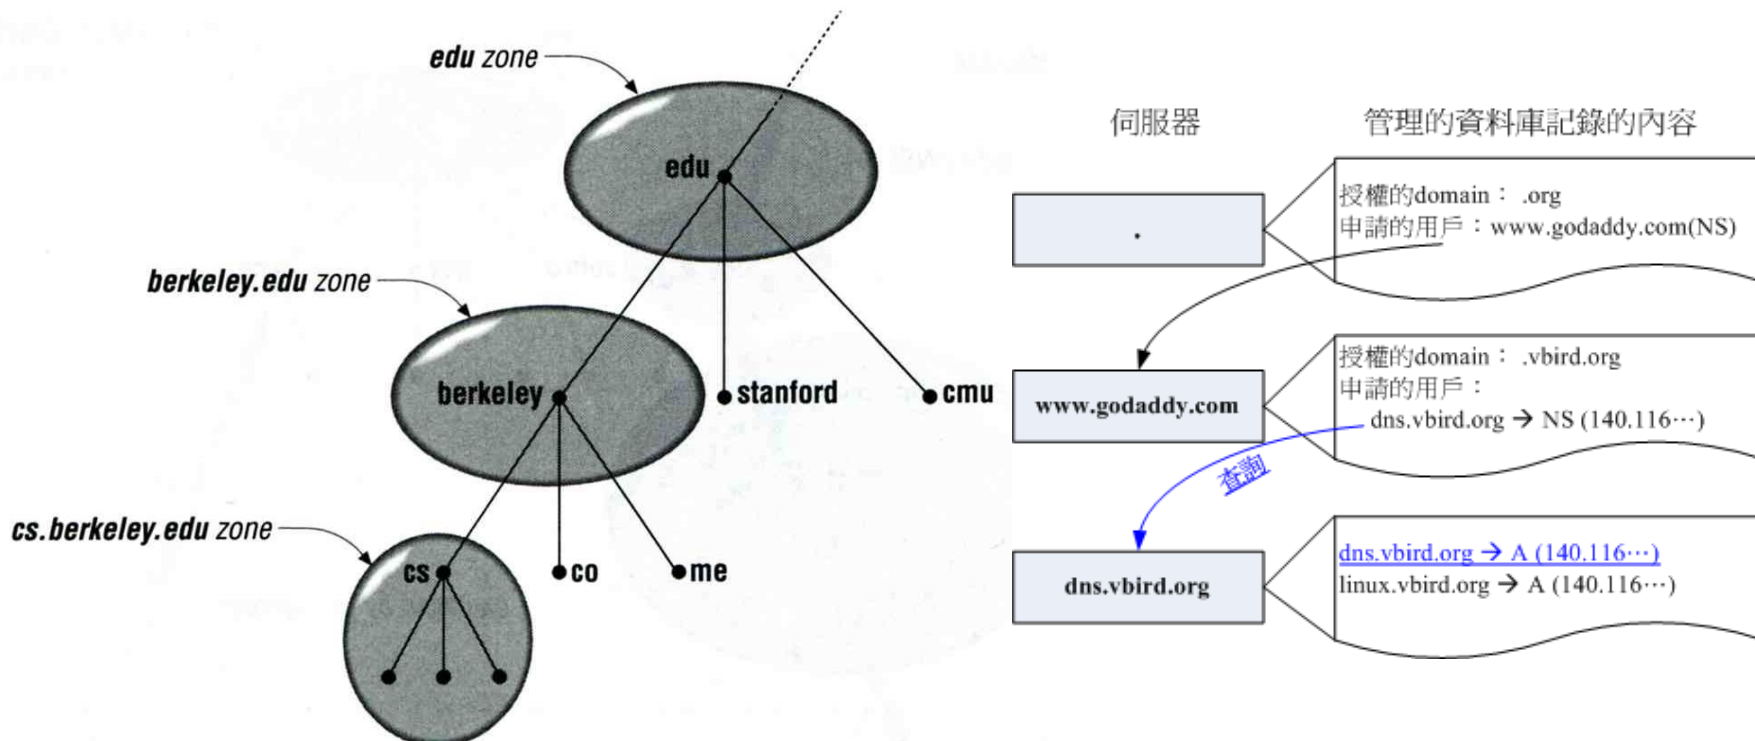 edu zone
edu
berkeley.edu zone
berkeley
stanford
cmu
cs.berkeley.edu zone
cs
co
me
伺服器
管理的資料庫記錄的內容
.
授權的domain： .org
申請的用戶：www.godaddy.com(NS)
www.godaddy.com
授權的domain： .vbird.org
申請的用戶：
dns.vbird.org → NS (140.116…)
查詢
dns.vbird.org
dns.vbird.org → A (140.116…)
linux.vbird.org → A (140.116…)